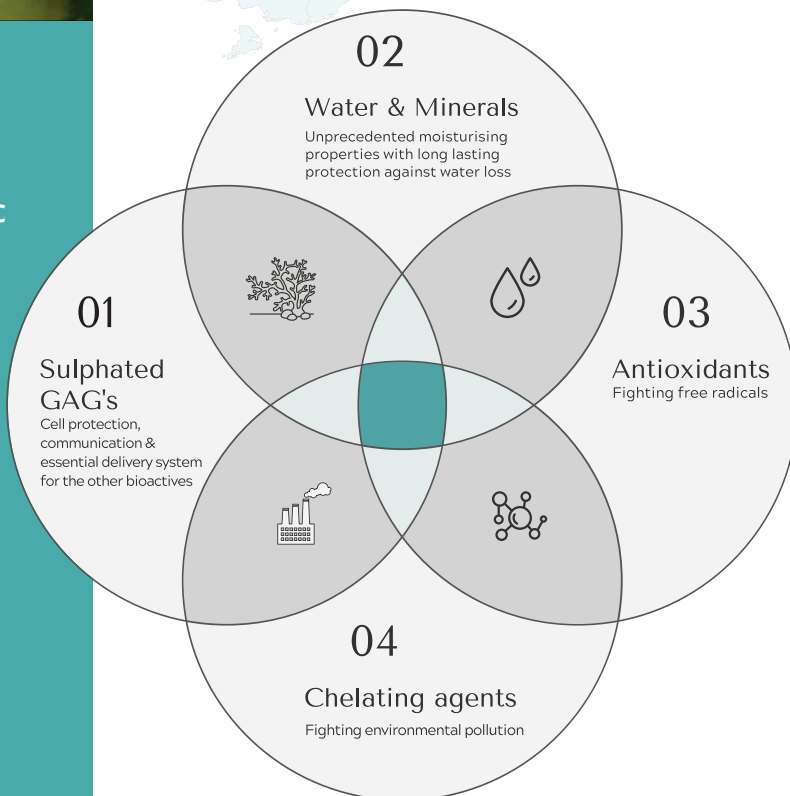 01
Sulphated
GAG's
Cell protection,
communication &
essential delivery system
for the other bioactives
02
Water & Minerals
Unprecedented moisturising
properties with long lasting
protection against water loss
03
Antioxidants
Fighting free radicals
04
Chelating agents
Fighting environmental pollution